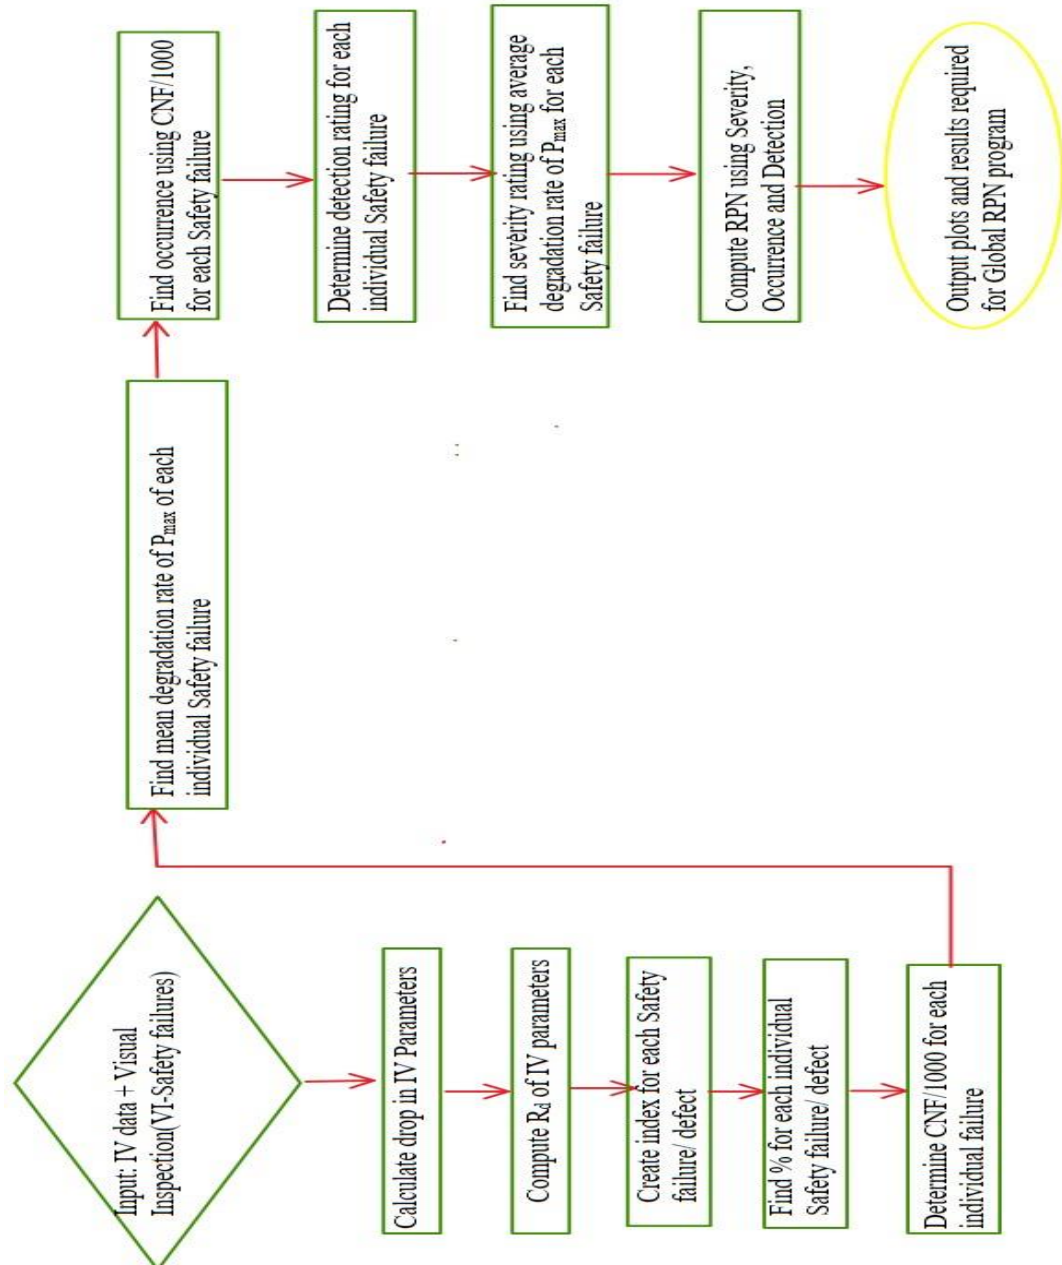 Input: IV data + Visual
Inspection(VI-Safety failures)
Calculate drop in IV Parameters
Compute Rd of IV parameters
Create index for each Safety
failure/ defect
Find % for each individual
Safety failure/ defect
Determine CNF/1000 for each
individual failure
Find mean degradation rate of Pmax of each
individual Safety failure
Find occurrence using CNF/1000
for each Safety failure
Determine detection rating for each
individual Safety failure
Find severity rating using average
degradation rate of Pmax for each
Safety failure
Compute RPN using Severity,
Occurrence and Detection
Output plots and results required
for Global RPN program